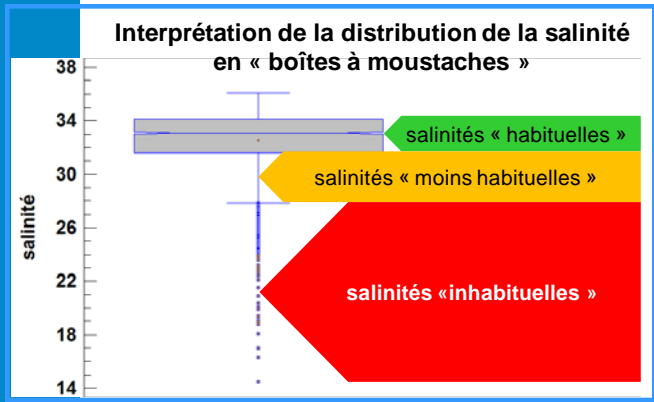 Interprétation de la distribution de la salinité
en « boîtes à moustaches »
38
34
30
26
22
18
14
salinité
salinités « habituelles »
salinités « moins habituelles »
salinités «inhabituelles »